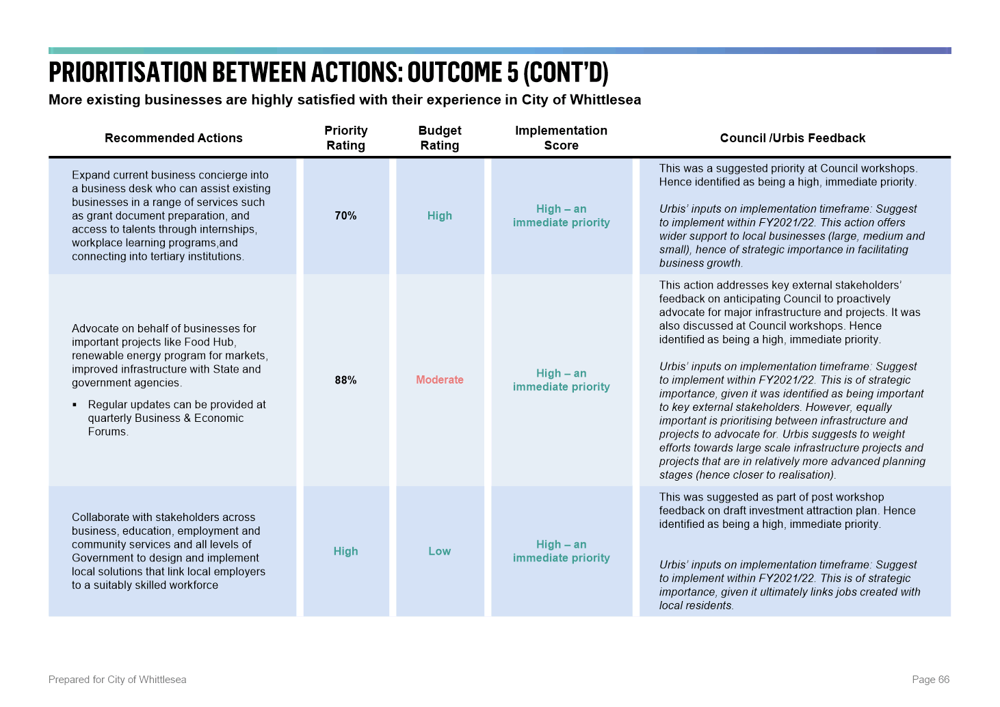 PRIORITISATION BETWEEN ACTIONS: OUTCOME 5 (CONT'D)
More existing businesses are highly satisfied with their experience in City of Whittlesea
Recommended Actions
Priority
Rating
Budget
Rating
Implementation
Score
Council /Urbis Feedback
Expand current business concierge into
a business desk who can assist existing
businesses in a range of services such
as grant document preparation, and
access to talents through internships,
workplace learning programs,and
connecting into tertiary institutions.
70%
High
High – an
immediate priority
This was a suggested priority at Council workshops.
Hence identified as being a high, immediate priority.
Urbis' inputs on implementation timeframe: Suggest
to implement within FY2021/22. This action offers
wider support to local businesses (large, medium and
small), hence of strategic importance in facilitating
business growth.
Advocate on behalf of businesses for
important projects like Food Hub,
renewable energy program for markets,
improved infrastructure with State and
government agencies.
▪ Regular updates can be provided at
quarterly Business & Economic
Forums.
88%
Moderate
High – an
immediate priority
This action addresses key external stakeholders'
feedback on anticipating Council to proactively
advocate for major infrastructure and projects. It was
also discussed at Council workshops. Hence
identified as being a high, immediate priority.
Urbis' inputs on implementation timeframe: Suggest
to implement within FY2021/22. This is of strategic
importance, given it was identified as being important
to key external stakeholders. However, equally
important is prioritising between infrastructure and
projects to advocate for. Urbis suggests to weight
efforts towards large scale infrastructure projects and
projects that are in relatively more advanced planning
stages (hence closer to realisation).
Collaborate with stakeholders across
business, education, employment and
community services and all levels of
Government to design and implement
local solutions that link local employers
to a suitably skilled workforce
High
Low
High – an
immediate priority
This was suggested as part of post workshop
feedback on draft investment attraction plan. Hence
identified as being a high, immediate priority.
Urbis' inputs on implementation timeframe: Suggest
to implement within FY2021/22. This is of strategic
importance, given it ultimately links jobs created with
local residents.
Prepared for City of Whittlesea
Page 66